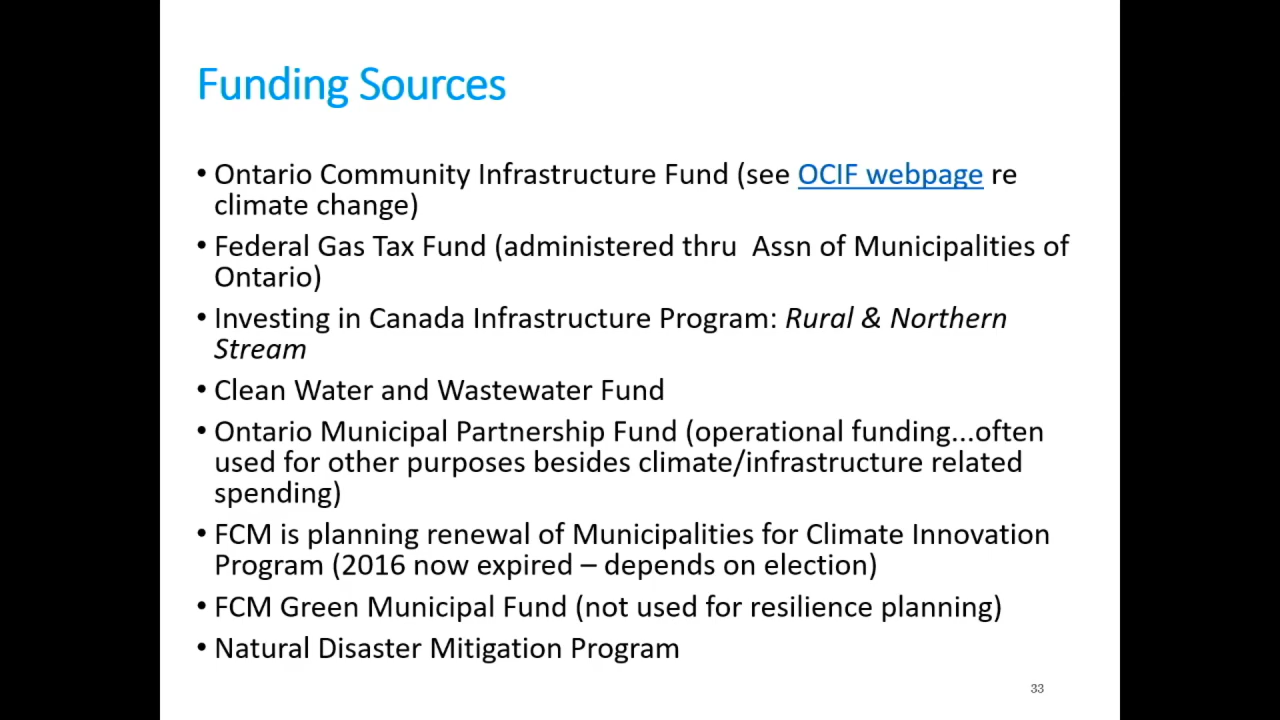 Funding Sources
• Ontario Community Infrastructure Fund (see OCIF webpage re
climate change)
• Federal Gas Tax Fund (administered thru  Assn of Municipalities of
Ontario)
• Investing in Canada Infrastructure Program: Rural & Northern
Stream
• Clean Water and Wastewater Fund
• Ontario Municipal Partnership Fund (operational funding...often
used for other purposes besides climate/infrastructure related
spending)
• FCM is planning renewal of Municipalities for Climate Innovation
Program (2016 now expired – depends on election)
• FCM Green Municipal Fund (not used for resilience planning)
• Natural Disaster Mitigation Program
33